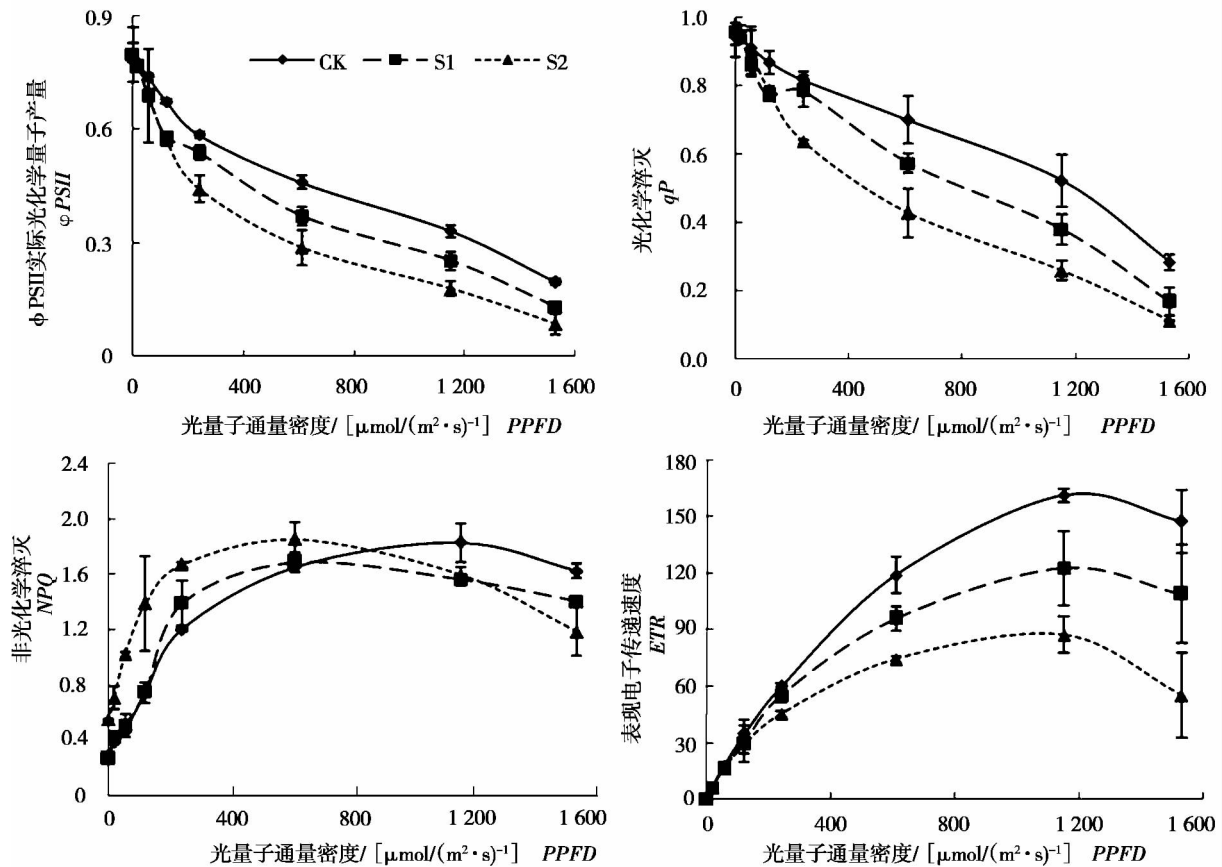 0.9
0.6
0.3
0
φPSII实际光化学量子产量
φPSII
CK S1 S2
0 400 800 1 200 1 600
光量子通量密度/ [μmol/(m²·s)⁻¹] PPFD
1.0
0.8
0.6
0.4
0.2
0.0
光化学淬灭
qP
0 400 800 1 200 1 600
光量子通量密度/ [μmol/(m²·s)⁻¹] PPFD
2.4
2.0
1.6
1.2
0.8
0.4
0
非光化学淬灭
NPQ
0 400 800 1 200 1 600
光量子通量密度/ [μmol/(m²·s)⁻¹] PPFD
180
150
120
90
60
30
0
表现电子传递速度
ETR
0 400 800 1 200 1 600
光量子通量密度/ [μmol/(m²·s)⁻¹] PPFD